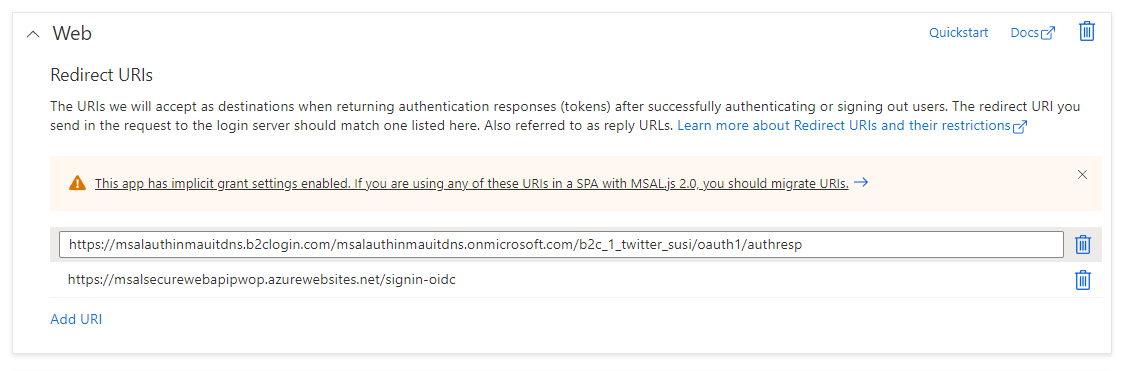 Web
Quickstart
Docs
Redirect URIs
The URIs we will accept as destinations when returning authentication responses (tokens) after successfully authenticating or signing out users. The redirect URI you
send in the request to the login server should match one listed here. Also referred to as reply URLs. Learn more about Redirect URIs and their restrictions
This app has implicit grant settings enabled. If you are using any of these URIs in a SPA with MSAL.js 2.0, you should migrate URIs.
https://msalauthinmauitdns.b2clogin.com/msalauthinmauitdns.onmicrosoft.com/b2c_1_twitter_susi/oauth1/authresp
https://msalsecurewebapipwop.azurewebsites.net/signin-oidc
Add URI